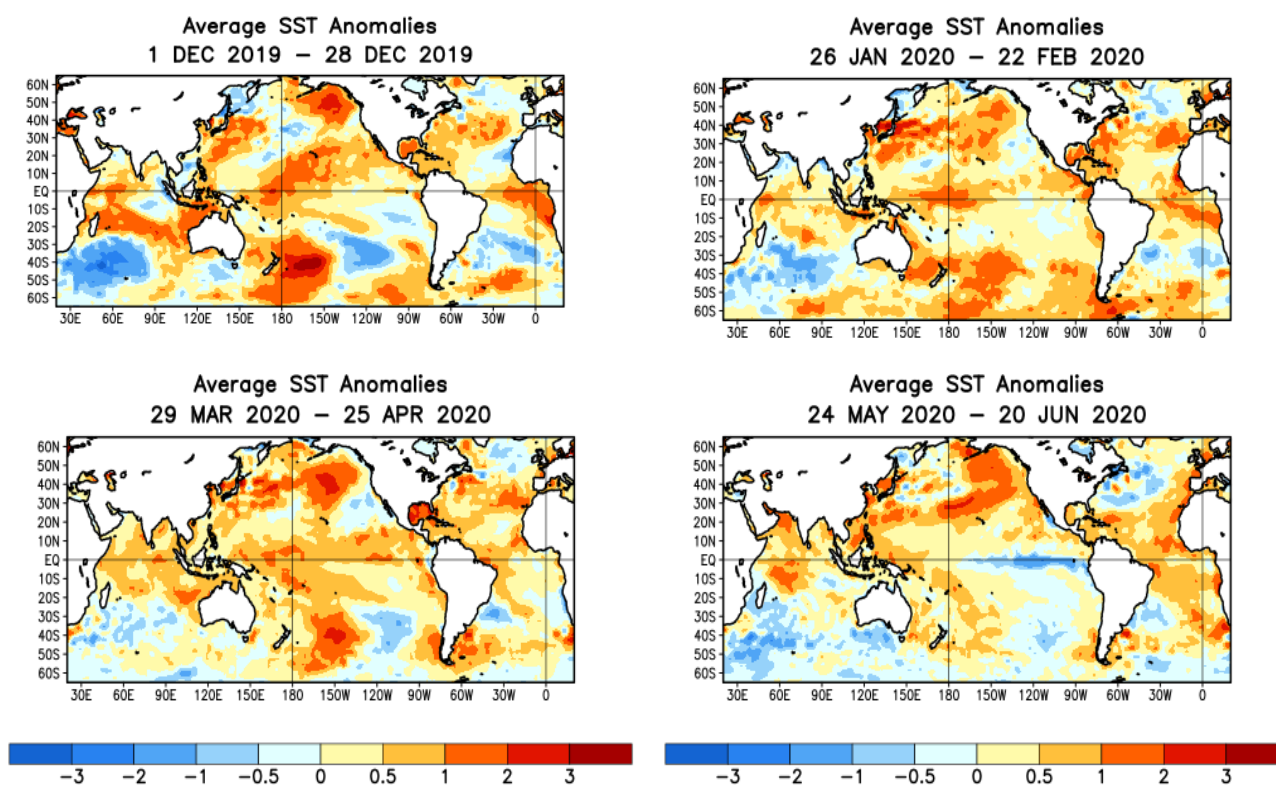 Average SST Anomalies
1 DEC 2019 – 28 DEC 2019
60N
50N
40N
30N
20N
10N
EQ
10S
20S
30S
40S
50S
60S
30E 60E 90E 120E 150E 180 150W 120W 90W 60W 30W 0
Average SST Anomalies
26 JAN 2020 – 22 FEB 2020
60N
50N
40N
30N
20N
10N
EQ
10S
20S
30S
40S
50S
60S
30E 60E 90E 120E 150E 180 150W 120W 90W 60W 30W 0
Average SST Anomalies
29 MAR 2020 – 25 APR 2020
60N
50N
40N
30N
20N
10N
EQ
10S
20S
30S
40S
50S
60S
30E 60E 90E 120E 150E 180 150W 120W 90W 60W 30W 0
Average SST Anomalies
24 MAY 2020 – 20 JUN 2020
60N
50N
40N
30N
20N
10N
EQ
10S
20S
30S
40S
50S
60S
30E 60E 90E 120E 150E 180 150W 120W 90W 60W 30W 0
−3 −2 −1 −0.5 0 0.5 1 2 3
−3 −2 −1 −0.5 0 0.5 1 2 3